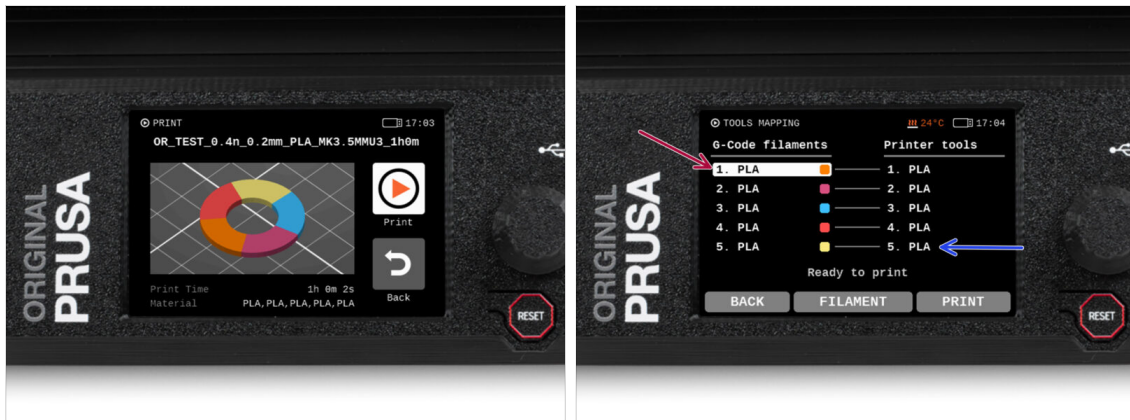 PRINT 17:03
OR_TEST_0.4n_0.2mm_PLA_MK3.5MMU3_1h0m
Print
Print Time 1h 0m 2s
Material PLA,PLA,PLA,PLA,PLA
Back
ORIGINAL
PRUSA
RESET
TOOLS MAPPING 24°C 17:04
G-Code filaments Printer tools
1. PLA 1. PLA
2. PLA 2. PLA
3. PLA 3. PLA
4. PLA 4. PLA
5. PLA 5. PLA
Ready to print
BACK FILAMENT PRINT
ORIGINAL
PRUSA
RESET